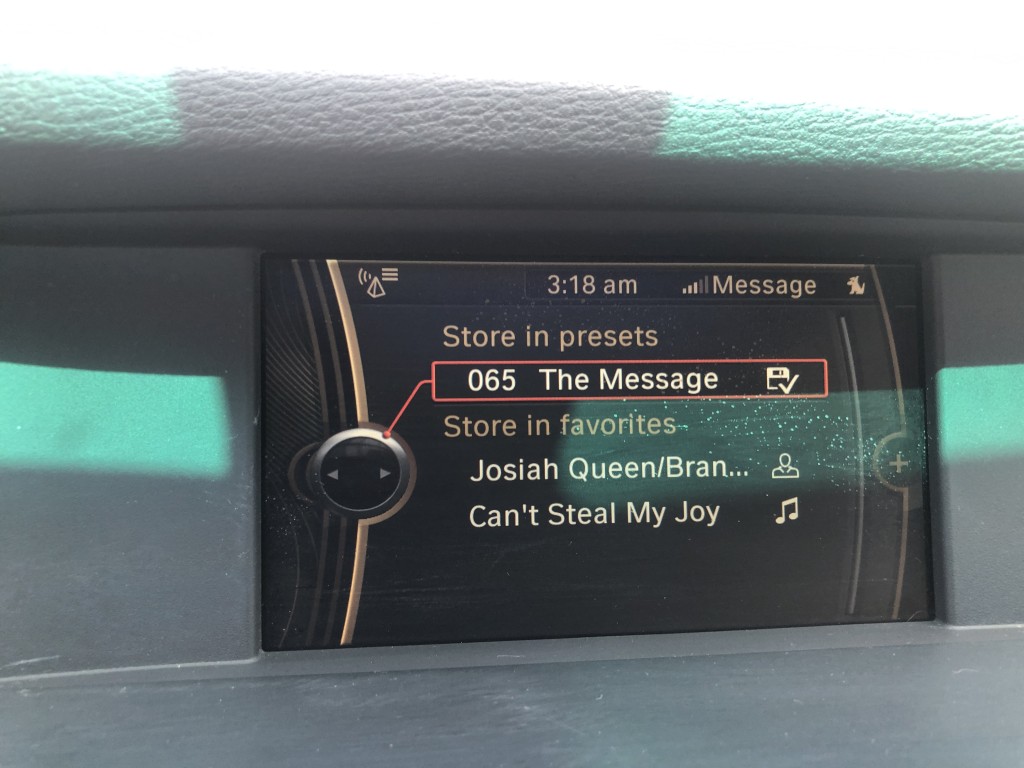 3:18 am Message
Store in presets
065 The Message
Store in favorites
Josiah Queen/Bran...
Can't Steal My Joy